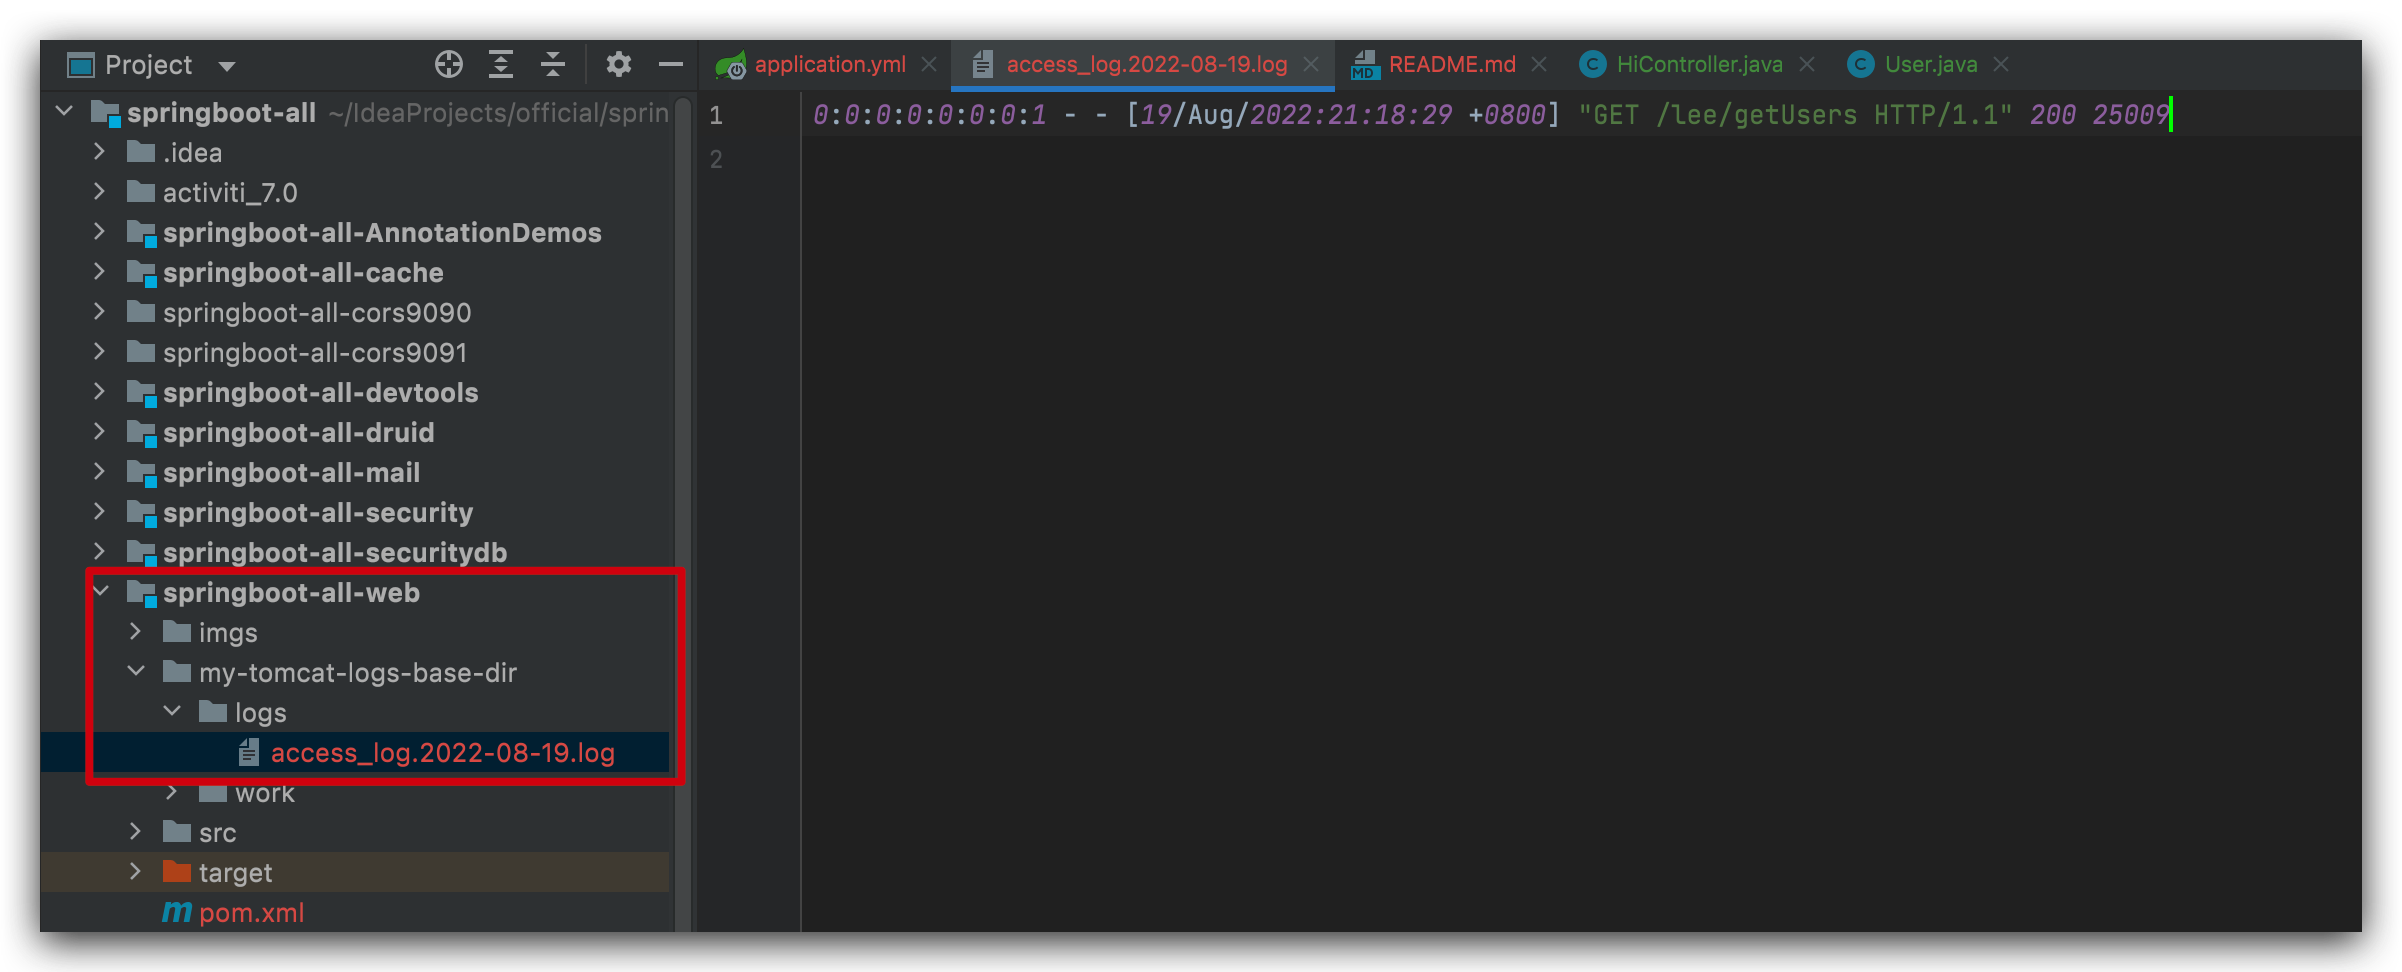 Project
application.yml access_log.2022-08-19.log README.md HiController.java User.java
springboot-all ~/IdeaProjects/official/sprin
.idea
activiti_7.0
springboot-all-AnnotationDemos
springboot-all-cache
springboot-all-cors9090
springboot-all-cors9091
springboot-all-devtools
springboot-all-druid
springboot-all-mail
springboot-all-security
springboot-all-securitydb
springboot-all-web
imgs
my-tomcat-logs-base-dir
logs
access_log.2022-08-19.log
work
src
target
pom.xml
1 0:0:0:0:0:0:0:1 - - [19/Aug/2022:21:18:29 +0800] "GET /lee/getUsers HTTP/1.1" 200 25009
2